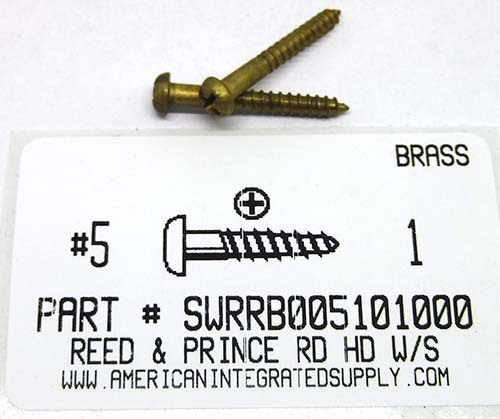 BRASS
#5 1
PART # SWRRB005101000
REED & PRINCE RD HD W/S
WWW.AMERICANINTEGRATEDSUPPLY.COM